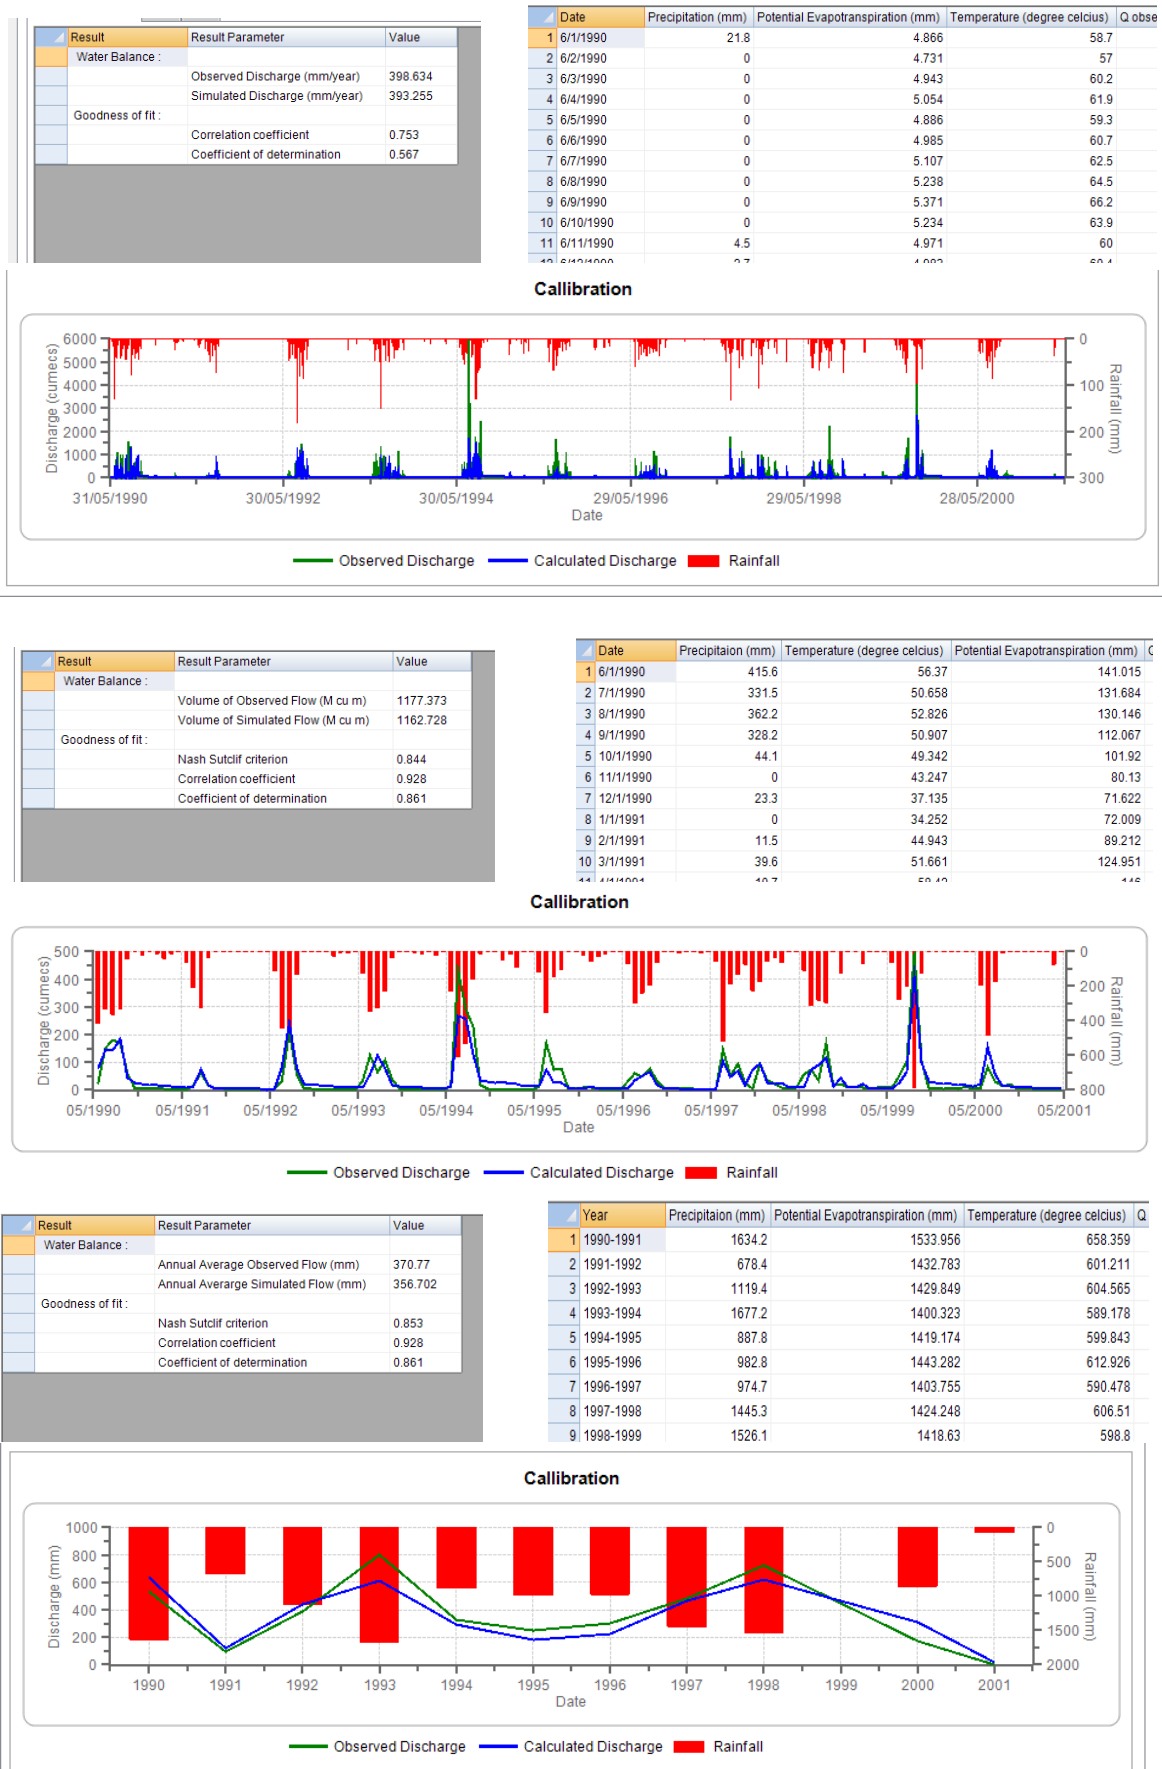 Result Result Parameter Value
Water Balance :
Observed Discharge (mm/year) 398.634
Simulated Discharge (mm/year) 393.255
Goodness of fit :
Correlation coefficient 0.753
Coefficient of determination 0.567
Date Precipitation (mm) Potential Evapotranspiration (mm) Temperature (degree celcius) Q obse
1 6/1/1990 21.8 4.866 58.7
2 6/2/1990 0 4.731 57
3 6/3/1990 0 4.943 60.2
4 6/4/1990 0 5.054 61.9
5 6/5/1990 0 4.886 59.3
6 6/6/1990 0 4.985 60.7
7 6/7/1990 0 5.107 62.5
8 6/8/1990 0 5.238 64.5
9 6/9/1990 0 5.371 66.2
10 6/10/1990 0 5.234 63.9
11 6/11/1990 4.5 4.971 60
Callibration
Discharge (cumecs)
6000
5000
4000
3000
2000
1000
0
0
100
200
300
Rainfall (mm)
31/05/1990 30/05/1992 30/05/1994 29/05/1996 29/05/1998 28/05/2000
Date
Observed Discharge Calculated Discharge Rainfall
Result Result Parameter Value
Water Balance :
Volume of Observed Flow (M cu m) 1177.373
Volume of Simulated Flow (M cu m) 1162.728
Goodness of fit :
Nash Sutclif criterion 0.844
Correlation coefficient 0.928
Coefficient of determination 0.861
Date Precipitaion (mm) Temperature (degree celcius) Potential Evapotranspiration (mm)
1 6/1/1990 415.6 56.37 141.015
2 7/1/1990 331.5 50.658 131.684
3 8/1/1990 362.2 52.826 130.146
4 9/1/1990 328.2 50.907 112.067
5 10/1/1990 44.1 49.342 101.92
6 11/1/1990 0 43.247 80.13
7 12/1/1990 23.3 37.135 71.622
8 1/1/1991 0 34.252 72.009
9 2/1/1991 11.5 44.943 89.212
10 3/1/1991 39.6 51.661 124.951
Callibration
Discharge (cumecs)
500
400
300
200
100
0
0
200
400
600
800
Rainfall (mm)
05/1990 05/1991 05/1992 05/1993 05/1994 05/1995 05/1996 05/1997 05/1998 05/1999 05/2000 05/2001
Date
Observed Discharge Calculated Discharge Rainfall
Result Result Parameter Value
Water Balance :
Annual Average Observed Flow (mm) 370.77
Annual Averarge Simulated Flow (mm) 356.702
Goodness of fit :
Nash Sutclif criterion 0.853
Correlation coefficient 0.928
Coefficient of determination 0.861
Year Precipitaion (mm) Potential Evapotranspiration (mm) Temperature (degree celcius) Q
1 1990-1991 1634.2 1533.956 658.359
2 1991-1992 678.4 1432.783 601.211
3 1992-1993 1119.4 1429.849 604.565
4 1993-1994 1677.2 1400.323 589.178
5 1994-1995 887.8 1419.174 599.843
6 1995-1996 982.8 1443.282 612.926
7 1996-1997 974.7 1403.755 590.478
8 1997-1998 1445.3 1424.248 606.51
9 1998-1999 1526.1 1418.63 598.8
Callibration
Discharge (mm)
1000
800
600
400
200
0
0
500
1000
1500
2000
Rainfall (mm)
1990 1991 1992 1993 1994 1995 1996 1997 1998 1999 2000 2001
Date
Observed Discharge Calculated Discharge Rainfall